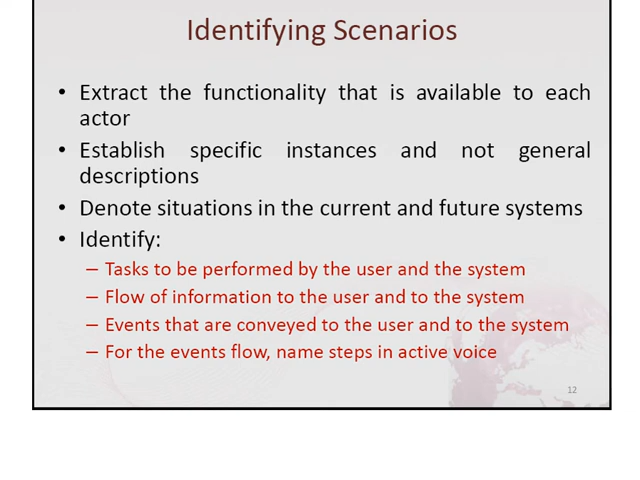 Identifying Scenarios
• Extract the functionality that is available to each
actor
• Establish specific instances and not general
descriptions
• Denote situations in the current and future systems
• Identify:
– Tasks to be performed by the user and the system
– Flow of information to the user and to the system
– Events that are conveyed to the user and to the system
– For the events flow, name steps in active voice
12